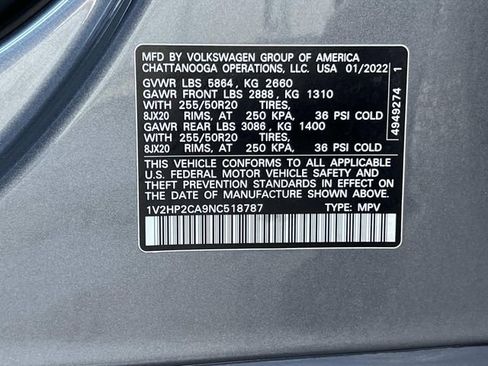 MFD BY VOLKSWAGEN GROUP OF AMERICA
CHATTANOOGA OPERATIONS, LLC. USA 01/2022
GVWR LBS 5864 , KG 2660
GAWR FRONT LBS 2888 , KG 1310
WITH 255/50R20 TIRES,
8JX20 RIMS, AT 250 KPA, 36 PSI COLD
GAWR REAR LBS 3086 , KG 1400
WITH 255/50R20 TIRES,
8JX20 RIMS, AT 250 KPA, 36 PSI COLD
THIS VEHICLE CONFORMS TO ALL APPLICABLE
U.S. FEDERAL MOTOR VEHICLE SAFETY AND
THEFT PREVENTION STANDARDS IN EFFECT ON
THE DATE OF MANUFACTURE SHOWN ABOVE.
1V2HP2CA9NC518787 TYPE: MPV
4949274 1